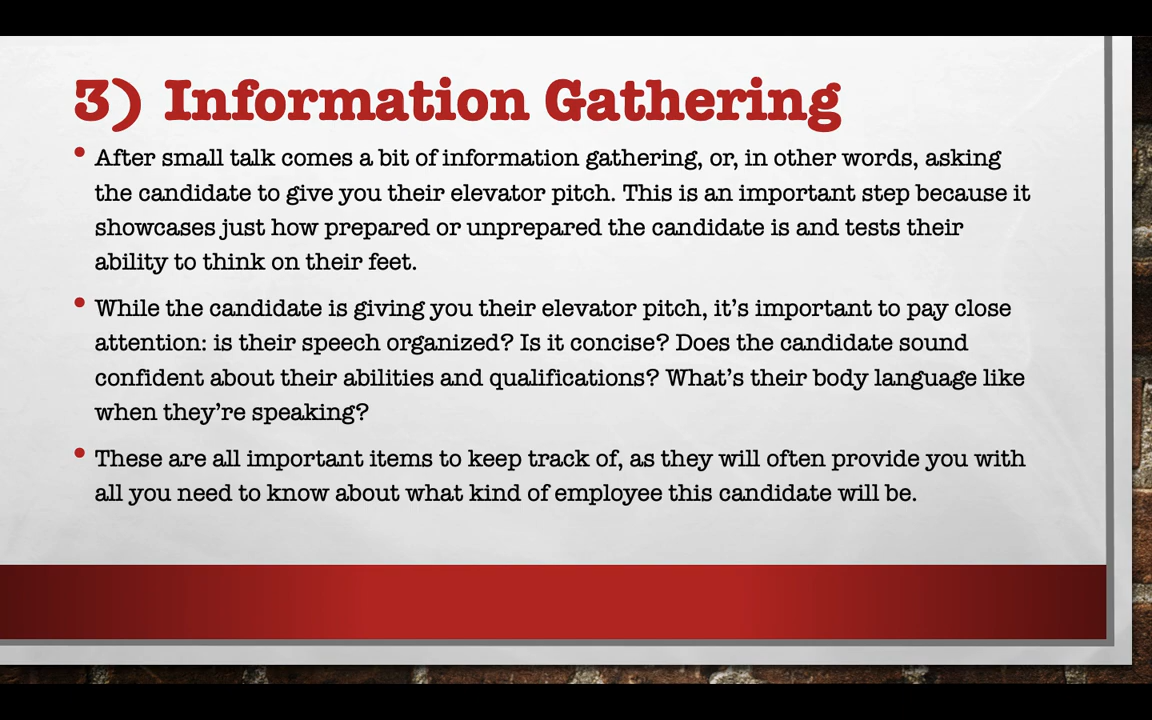 3) Information Gathering
• After small talk comes a bit of information gathering, or, in other words, asking
the candidate to give you their elevator pitch. This is an important step because it
showcases just how prepared or unprepared the candidate is and tests their
ability to think on their feet.
• While the candidate is giving you their elevator pitch, it’s important to pay close
attention: is their speech organized? Is it concise? Does the candidate sound
confident about their abilities and qualifications? What’s their body language like
when they’re speaking?
• These are all important items to keep track of, as they will often provide you with
all you need to know about what kind of employee this candidate will be.